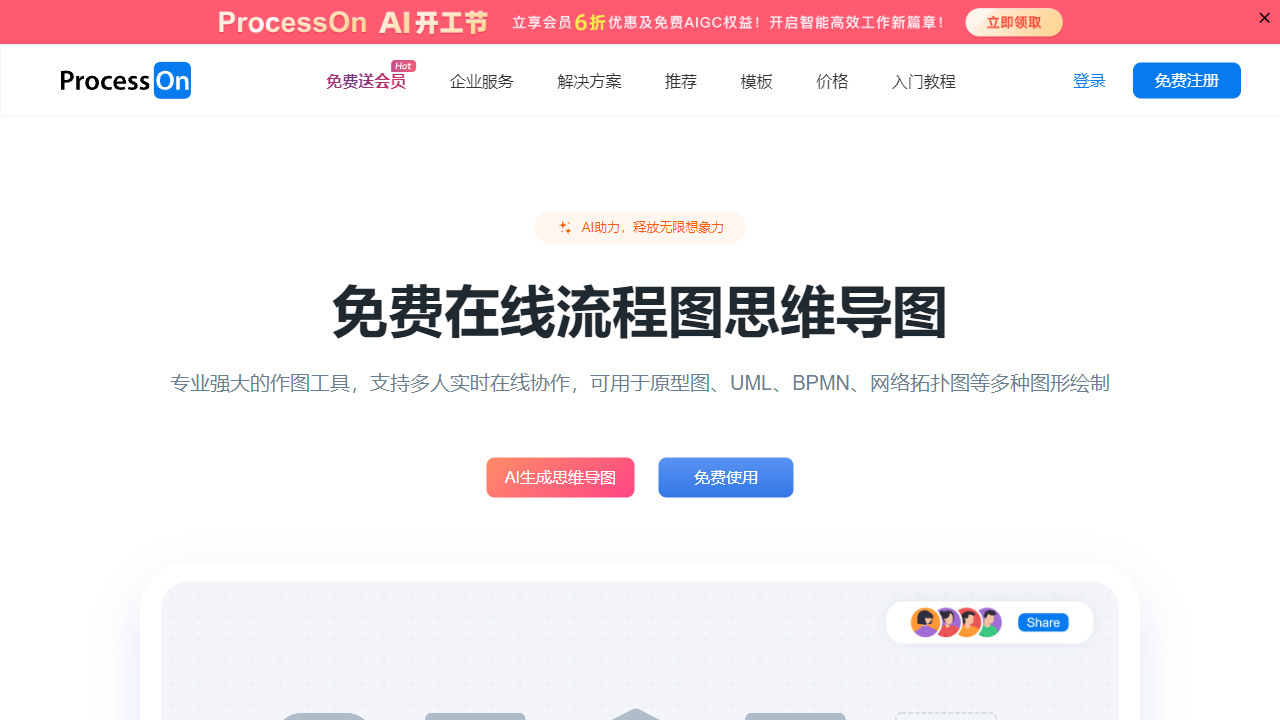 ProcessOn AI开工节 立享会员6折优惠及免费AIGC权益！开启智能高效工作新篇章！ 立即领取
ProcessOn 免费送会员 Hot 企业服务 解决方案 推荐 模板 价格 入门教程 登录 免费注册
AI助力，释放无限想象力
免费在线流程图思维导图
专业强大的作图工具，支持多人实时在线协作，可用于原型图、UML、BPMN、网络拓扑图等多种图形绘制
AI生成思维导图 免费使用
Share